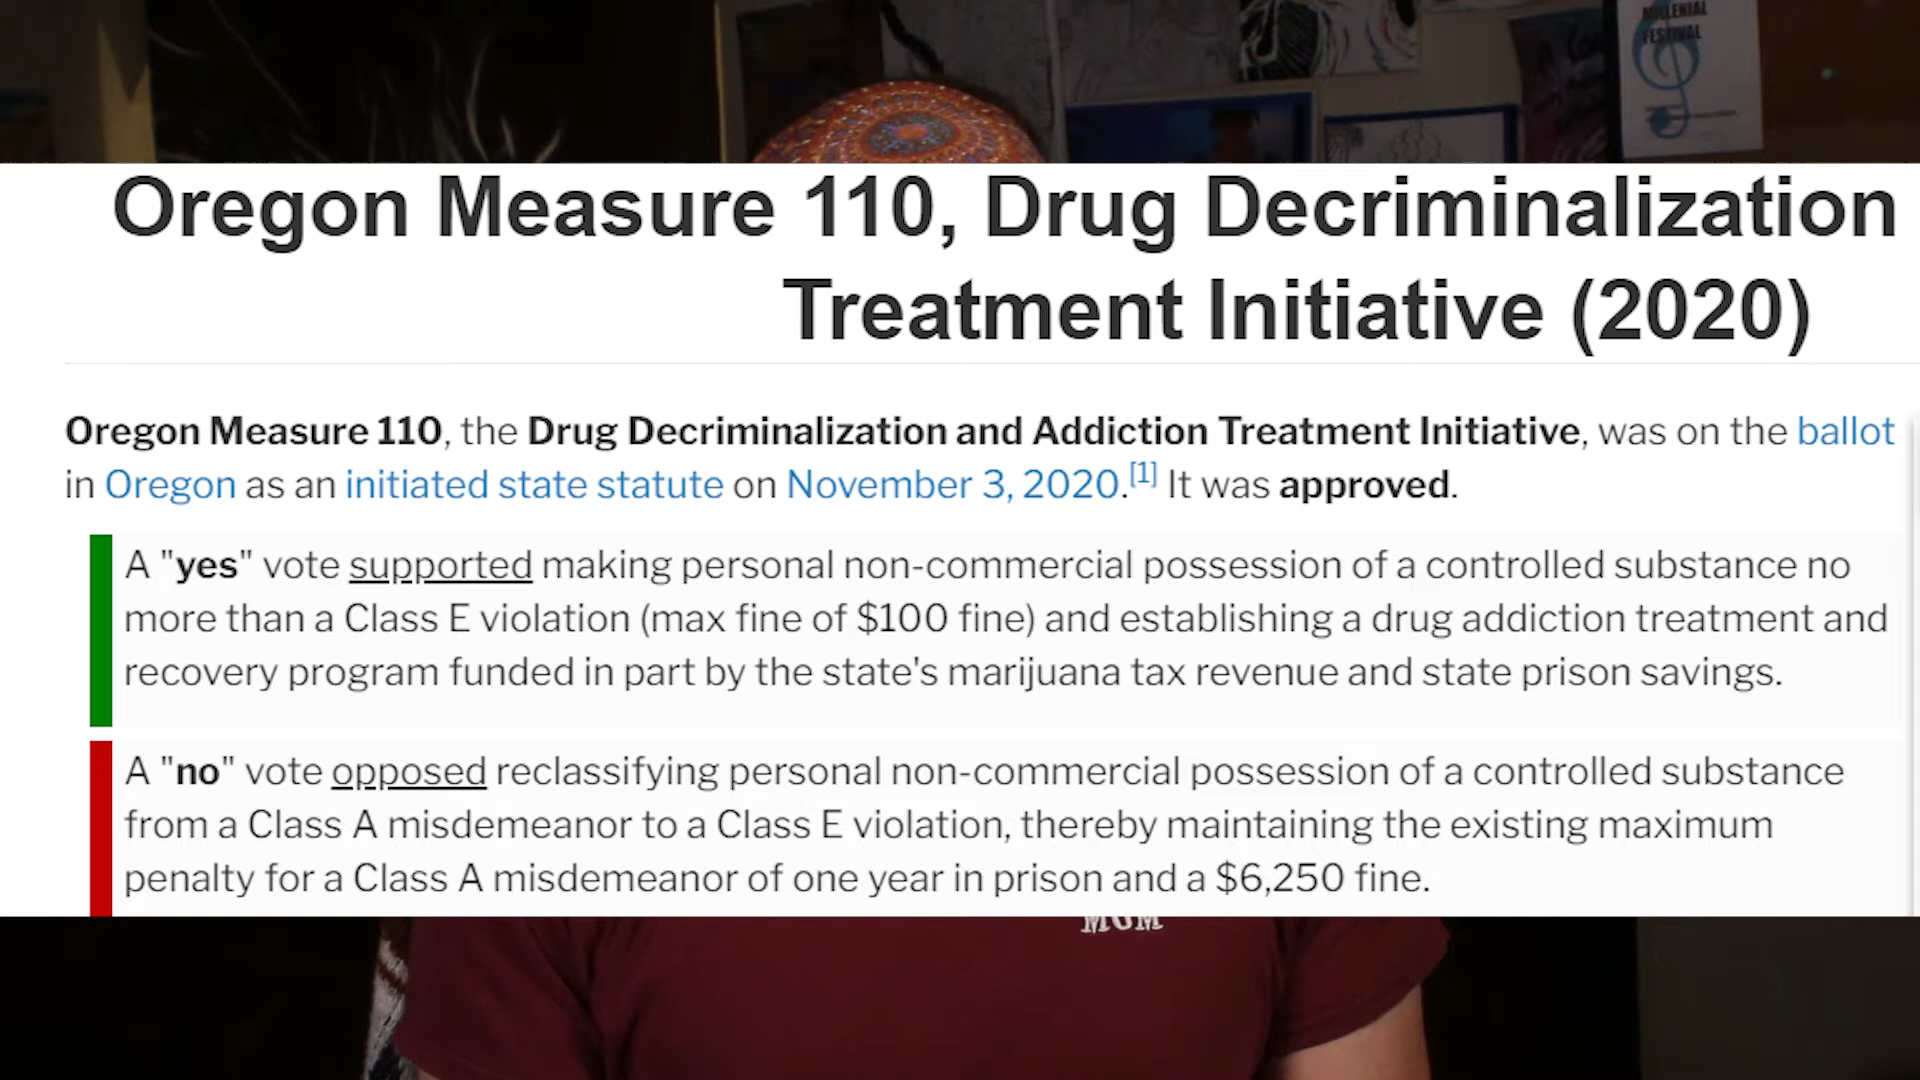 MILLENIAL
FESTIVAL
Oregon Measure 110, Drug Decriminalization
Treatment Initiative (2020)
Oregon Measure 110, the Drug Decriminalization and Addiction Treatment Initiative, was on the ballot
in Oregon as an initiated state statute on November 3, 2020.[1] It was approved.
A "yes" vote supported making personal non-commercial possession of a controlled substance no
more than a Class E violation (max fine of $100 fine) and establishing a drug addiction treatment and
recovery program funded in part by the state's marijuana tax revenue and state prison savings.
A "no" vote opposed reclassifying personal non-commercial possession of a controlled substance
from a Class A misdemeanor to a Class E violation, thereby maintaining the existing maximum
penalty for a Class A misdemeanor of one year in prison and a $6,250 fine.
MOM